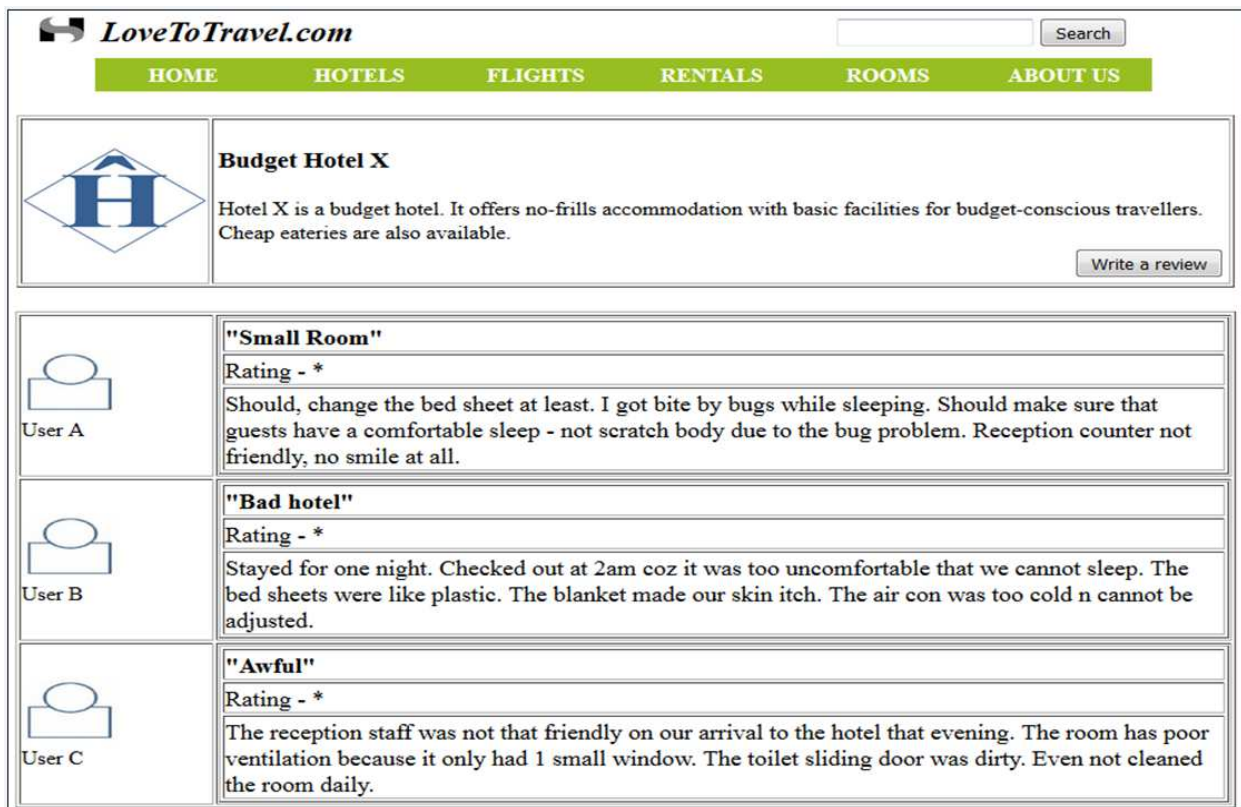 LoveToTravel.com
Search
HOME HOTELS FLIGHTS RENTALS ROOMS ABOUT US
Ĥ
Budget Hotel X
Hotel X is a budget hotel. It offers no-frills accommodation with basic facilities for budget-conscious travellers.
Cheap eateries are also available.
Write a review
"Small Room"
Rating - *
Should, change the bed sheet at least. I got bite by bugs while sleeping. Should make sure that
guests have a comfortable sleep - not scratch body due to the bug problem. Reception counter not
friendly, no smile at all.
User A
"Bad hotel"
Rating - *
Stayed for one night. Checked out at 2am coz it was too uncomfortable that we cannot sleep. The
bed sheets were like plastic. The blanket made our skin itch. The air con was too cold n cannot be
adjusted.
User B
"Awful"
Rating - *
The reception staff was not that friendly on our arrival to the hotel that evening. The room has poor
ventilation because it only had 1 small window. The toilet sliding door was dirty. Even not cleaned
the room daily.
User C